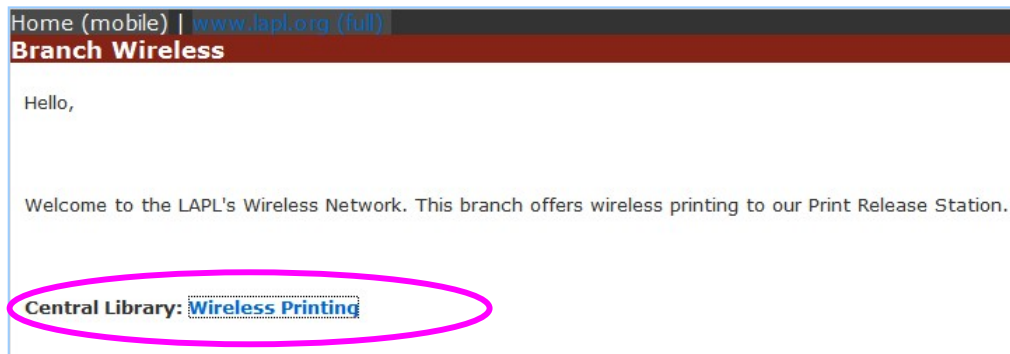 Home (mobile) | www.lapl.org (full)
Branch Wireless
Hello,
Welcome to the LAPL's Wireless Network. This branch offers wireless printing to our Print Release Station.
Central Library: Wireless Printing